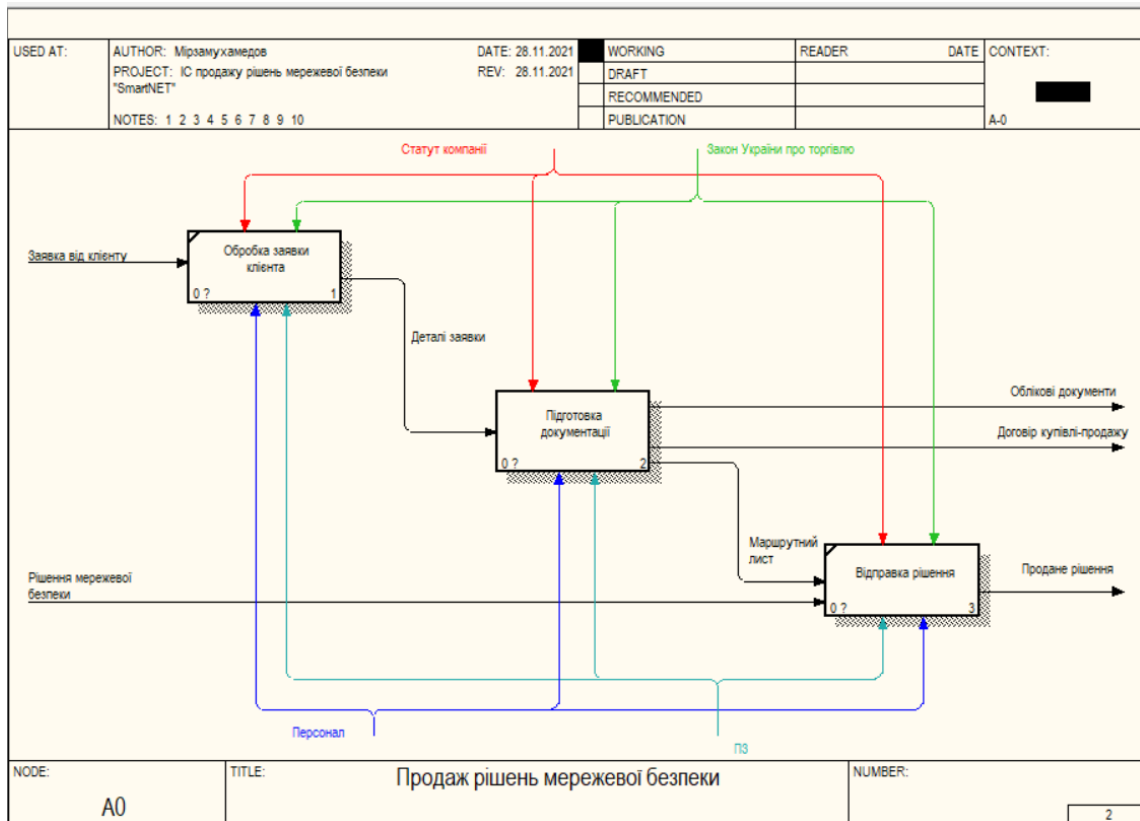 USED AT:
AUTHOR: Мірзамухамедов
DATE: 28.11.2021
WORKING
READER
DATE
CONTEXT:
PROJECT: ІС продажу рішень мережевої безпеки
"SmartNET"
REV: 28.11.2021
DRAFT
RECOMMENDED
NOTES: 1 2 3 4 5 6 7 8 9 10
PUBLICATION
A-0
Статут компанії
Закон України про торгівлю
Заявка від клієнту
Обробка заявки
клієнта
0 ?
1
Деталі заявки
Підготовка
документації
0 ?
2
Облікові документи
Договір купівлі-продажу
Маршрутний
лист
Рішення мережевої
безпеки
Відправка рішення
0 ?
3
Продане рішення
Персонал
ПЗ
NODE:
TITLE:
NUMBER:
A0
Продаж рішень мережевої безпеки
2